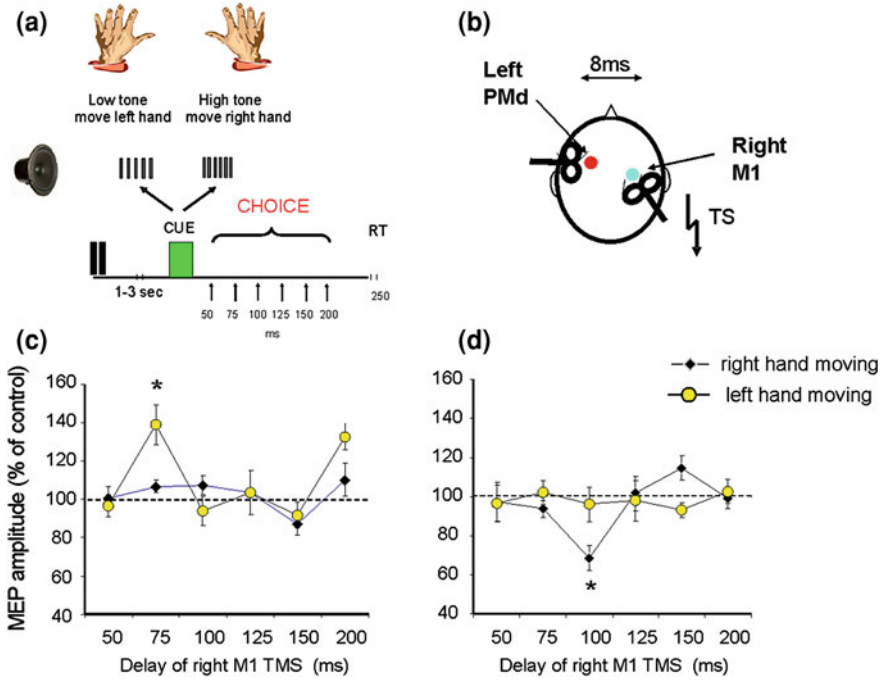 (a)
Low tone
move left hand
High tone
move right hand
CHOICE
CUE
RT
1-3 sec
50 75 100 125 150 200
250
ms
(b)
8ms
Left
PMd
Right
M1
TS
(c)
160
140
120
100
80
60
40
*
MEP amplitude (% of control)
50 75 100 125 150 200
Delay of right M1 TMS (ms)
(d)
right hand moving
left hand moving
160
140
120
100
80
60
40
*
50 75 100 125 150 200
Delay of right M1 TMS (ms)